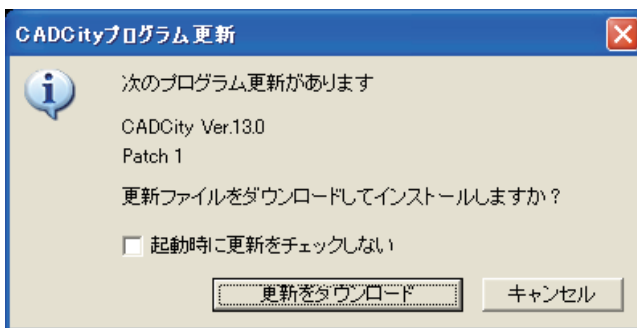 CADCityプログラム更新
次のプログラム更新があります
CADCity Ver.13.0
Patch 1
更新ファイルをダウンロードしてインストールしますか？
起動時に更新をチェックしない
更新をダウンロード
キャンセル